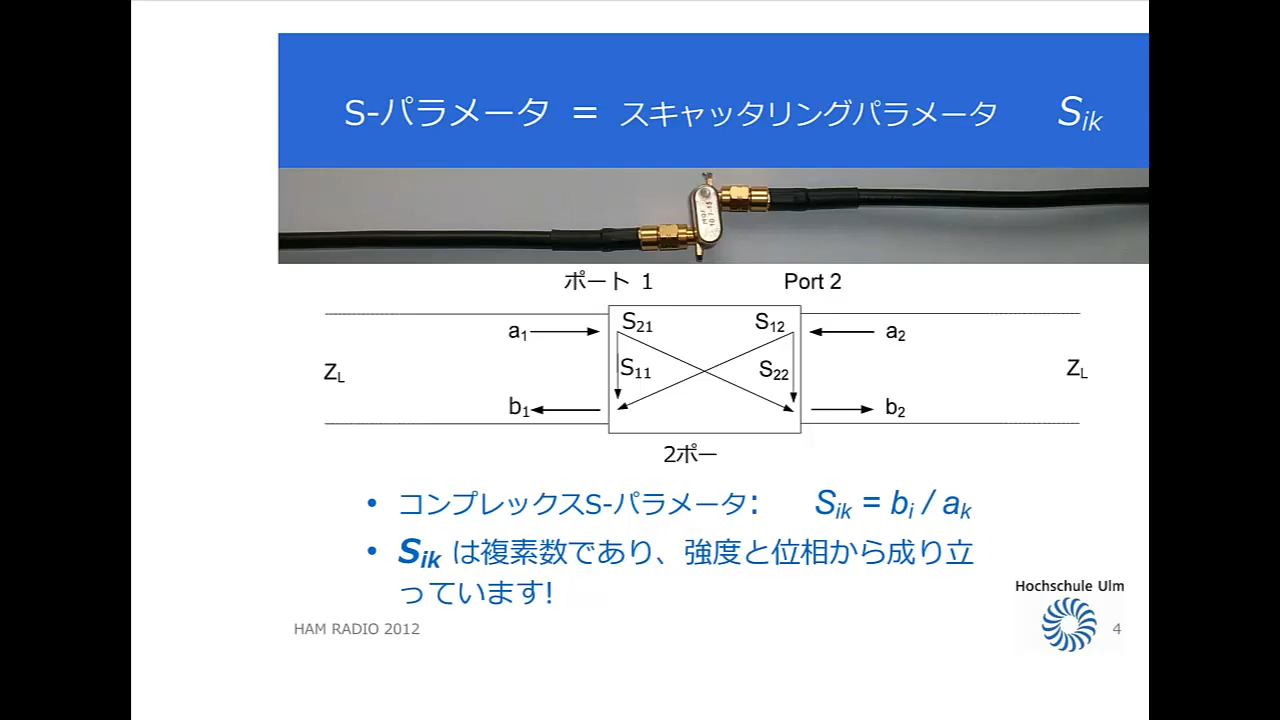 S-パラメータ = スキャッタリングパラメータ Sik
ポート 1 Port 2
S21 S12
a1 a2
ZL S11 S22 ZL
b1 b2
2ポー
• コンプレックスS-パラメータ: Sik = bi / ak
• Sik は複素数であり、強度と位相から成り立
っています!
Hochschule Ulm
HAM RADIO 2012 4